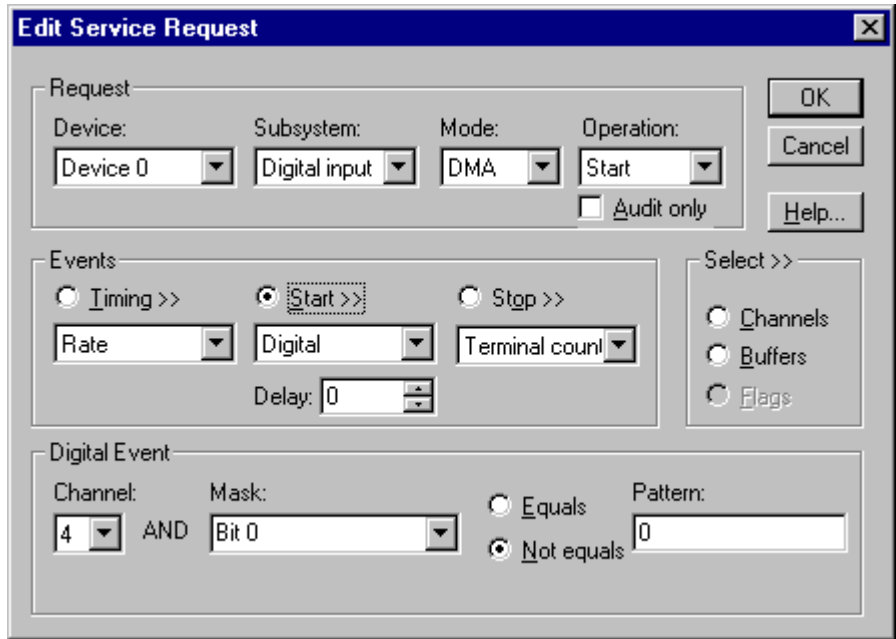 Edit Service Request
Request
OK
Device:
Subsystem:
Mode:
Operation:
Cancel
Device 0
Digital input
DMA
Start
Audit only
Help...
Events
Select >>
Timing >>
Start >>
Stop >>
Channels
Rate
Digital
Terminal count
Buffers
Delay:
0
Flags
Digital Event
Channel:
Mask:
Pattern:
Equals
4
AND
Bit 0
0
Not equals